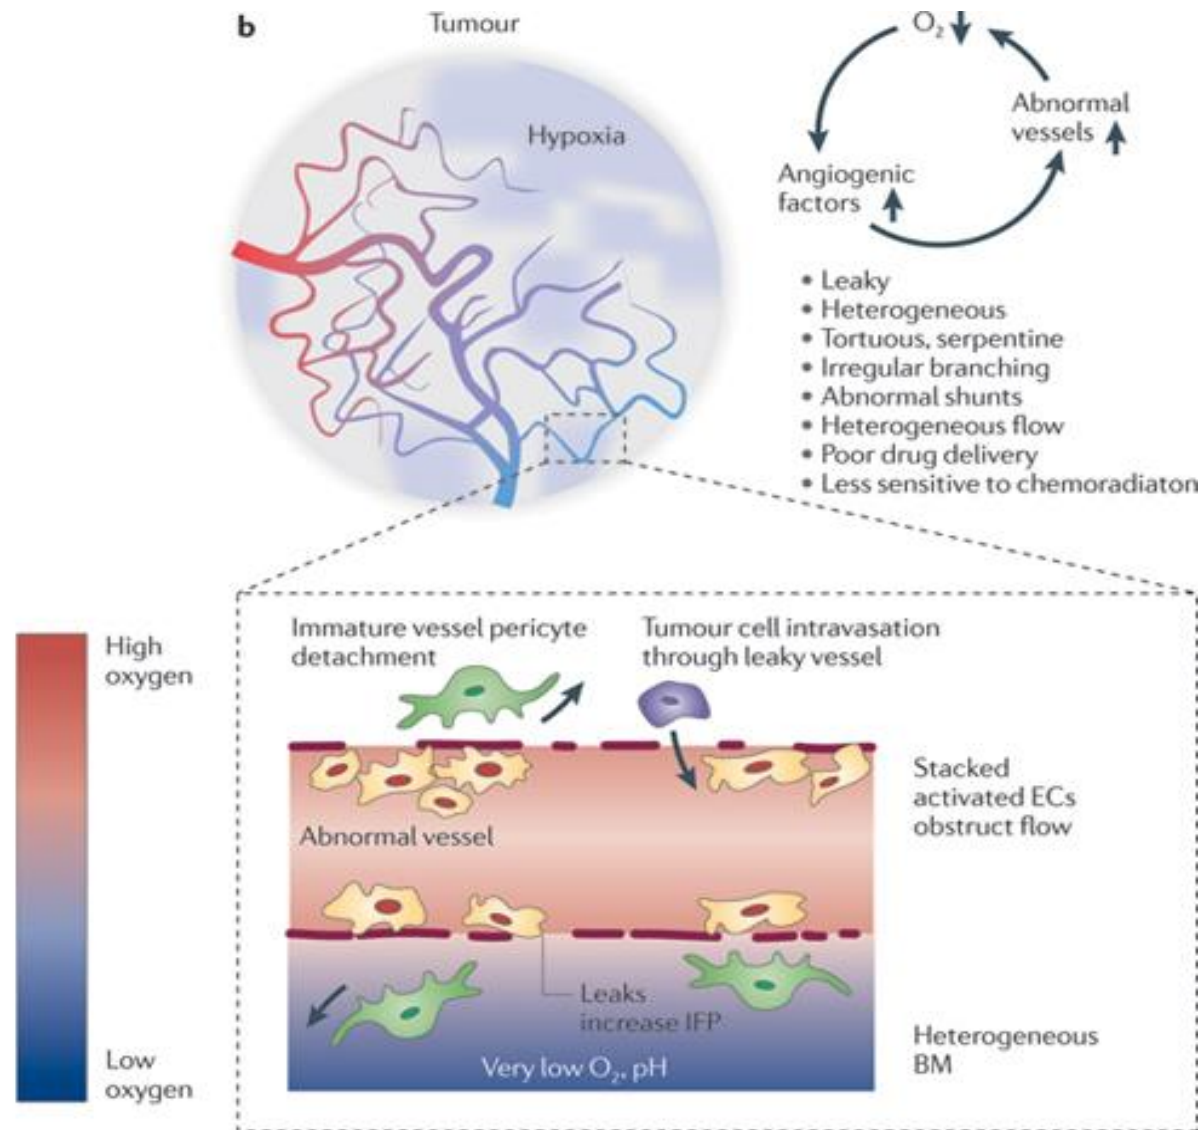 b
Tumour
Hypoxia
O₂
Abnormal
vessels
Angiogenic
factors
• Leaky
• Heterogeneous
• Tortuous, serpentine
• Irregular branching
• Abnormal shunts
• Heterogeneous flow
• Poor drug delivery
• Less sensitive to chemoradiaton
High
oxygen
Low
oxygen
Immature vessel pericyte
detachment
Tumour cell intravasation
through leaky vessel
Abnormal vessel
Stacked
activated ECs
obstruct flow
Leaks
increase IFP
Very low O₂, pH
Heterogeneous
BM